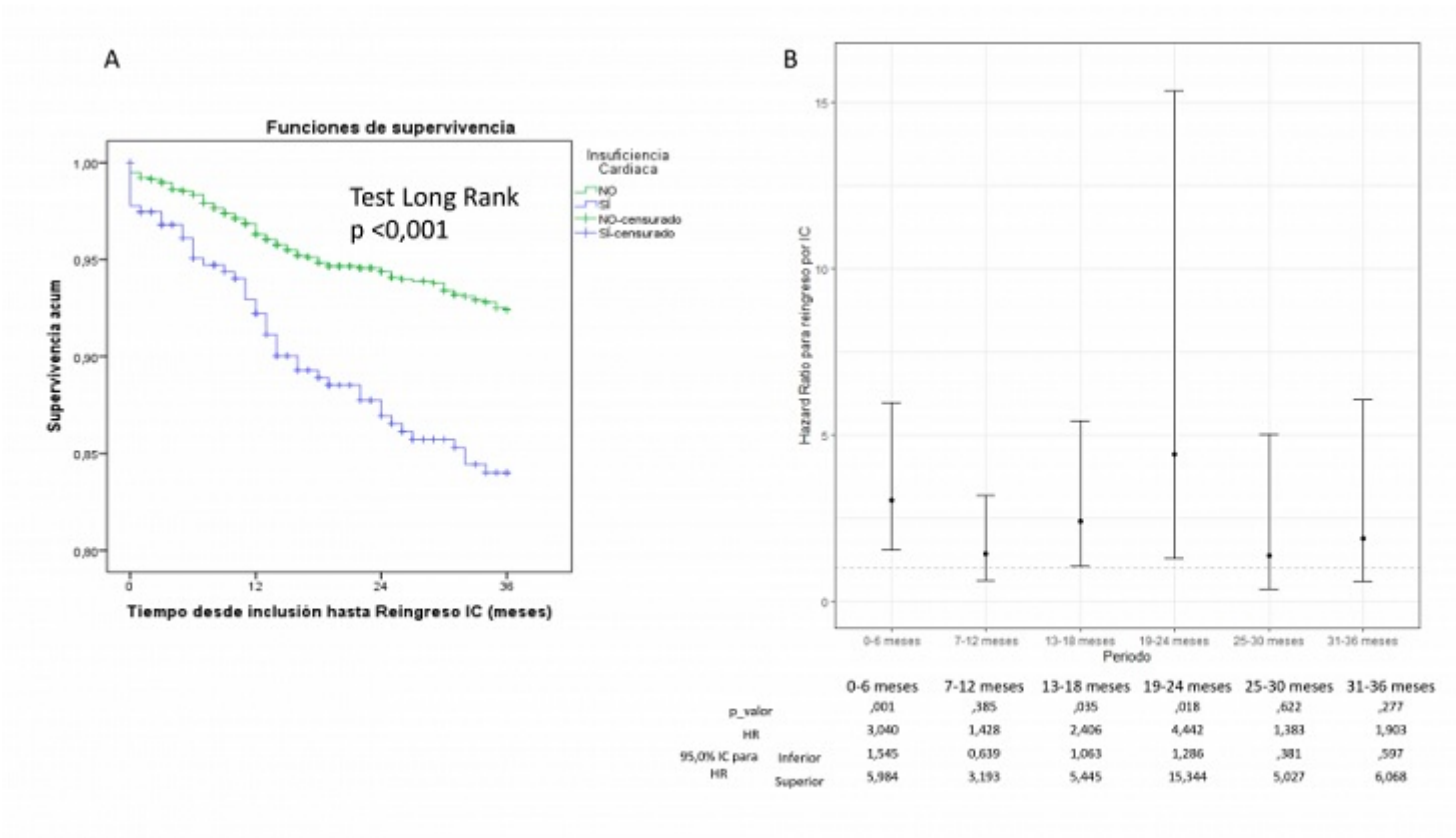 A
Funciones de supervivencia
Test Long Rank
p <0,001
Insuficiencia
Cardiaca
NO
SÍ
NO-censurado
SÍ-censurado
Supervivencia acum
1,00
0,95
0,90
0,85
0,80
0 12 24 36
Tiempo desde inclusión hasta Reingreso IC (meses)
B
Hazard Ratio para reingreso por IC
15
10
5
0
0-6 meses 7-12 meses 13-18 meses 19-24 meses 25-30 meses 31-36 meses
Periodo
0-6 meses 7-12 meses 13-18 meses 19-24 meses 25-30 meses 31-36 meses
p_valor ,001 ,385 ,035 ,018 ,622 ,277
HR 3,040 1,428 2,406 4,442 1,383 1,903
95,0% IC para HR Inferior 1,545 0,639 1,063 1,286 ,381 ,597
Superior 5,984 3,193 5,445 15,344 5,027 6,068